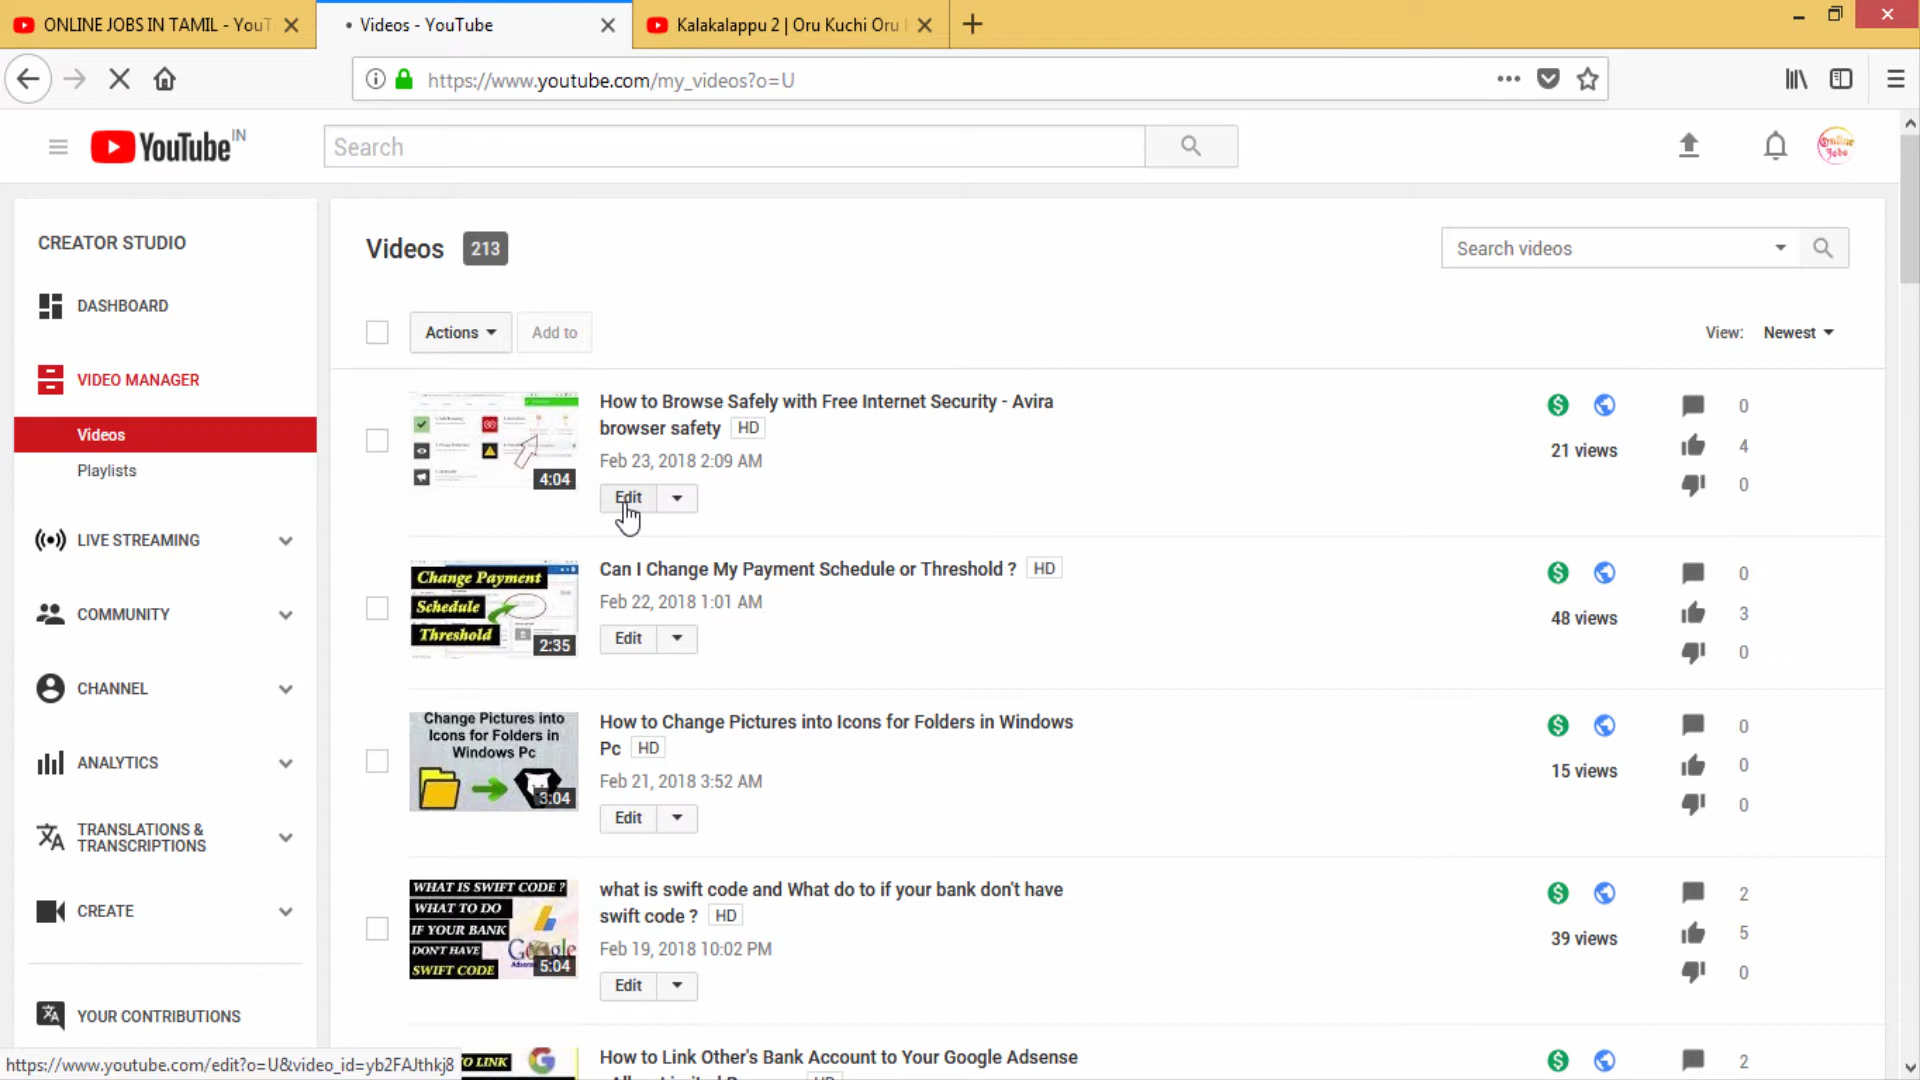 ONLINE JOBS IN TAMIL - YouT
• Videos - YouTube
Kalakalappu 2 | Oru Kuchi Oru
https://www.youtube.com/my_videos?o=U
YouTube IN
Search
Online Jobs
CREATOR STUDIO
DASHBOARD
VIDEO MANAGER
Videos
Playlists
LIVE STREAMING
COMMUNITY
CHANNEL
ANALYTICS
TRANSLATIONS &
TRANSCRIPTIONS
CREATE
YOUR CONTRIBUTIONS
Videos 213
Search videos
Actions
Add to
View: Newest
4:04
How to Browse Safely with Free Internet Security - Avira
browser safety HD
Feb 23, 2018 2:09 AM
Edit
21 views
0
4
0
Change Payment
Schedule
Threshold
2:35
Can I Change My Payment Schedule or Threshold ? HD
Feb 22, 2018 1:01 AM
Edit
48 views
0
3
0
Change Pictures into
Icons for Folders in
Windows Pc
3:04
How to Change Pictures into Icons for Folders in Windows
Pc HD
Feb 21, 2018 3:52 AM
Edit
15 views
0
0
0
WHAT IS SWIFT CODE ?
WHAT TO DO
IF YOUR BANK
DON'T HAVE
SWIFT CODE
Google
5:04
what is swift code and What do to if your bank don't have
swift code ? HD
Feb 19, 2018 10:02 PM
Edit
39 views
2
5
0
O LINK
How to Link Other's Bank Account to Your Google Adsense
2
https://www.youtube.com/edit?o=U&video_id=yb2FAJthkj8